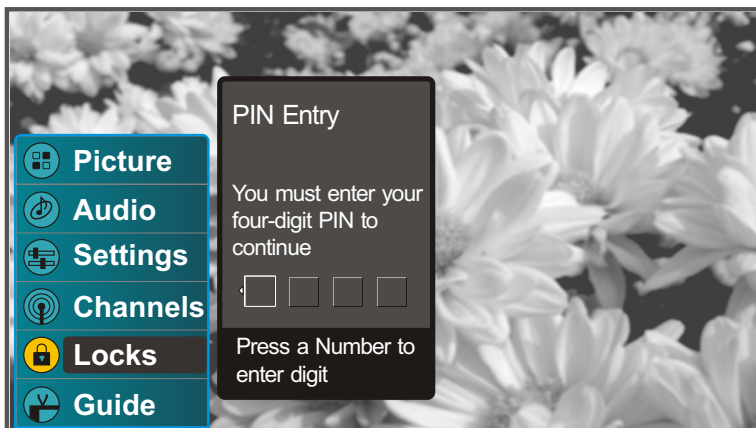 PIN Entry
You must enter your
four-digit PIN to
continue
Press a Number to
enter digit
Picture
Audio
Settings
Channels
Locks
Guide